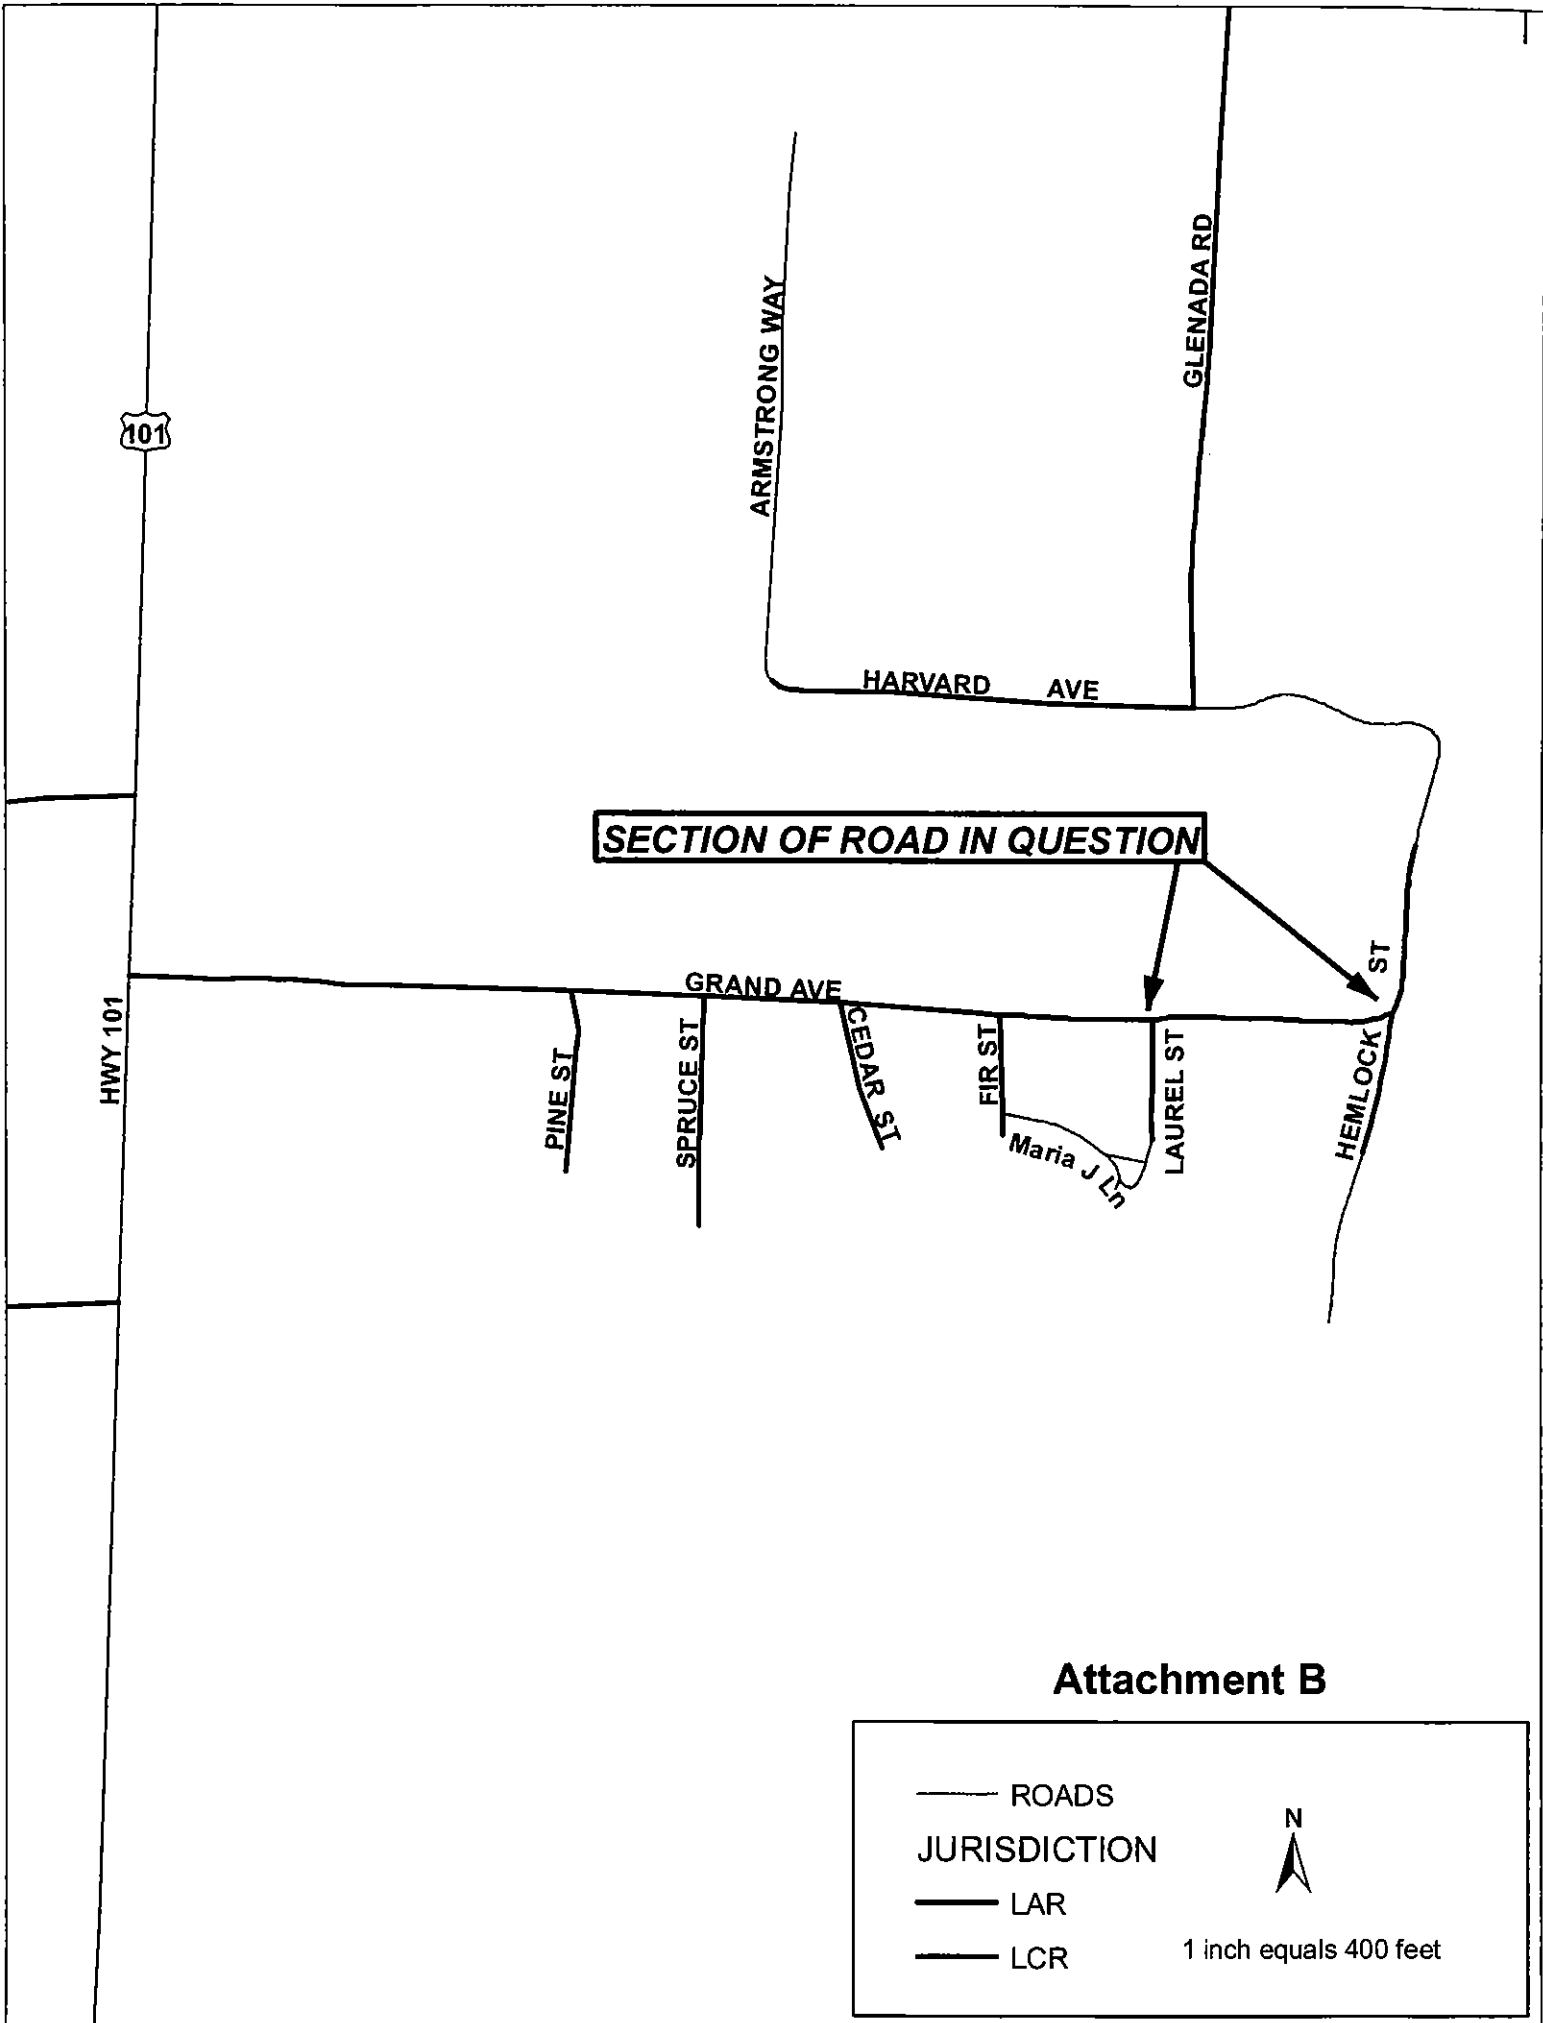 GLENADA RD
ARMSTRONG WAY
101
HARVARD AVE
SECTION OF ROAD IN QUESTION
ST
GRAND AVE
HWY 101
PINE ST
SPRUCE ST
CEDAR ST
FIR ST
LAUREL ST
HEMLOCK
Maria J Ln
Attachment B
ROADS
JURISDICTION
LAR
LCR
N
1 inch equals 400 feet